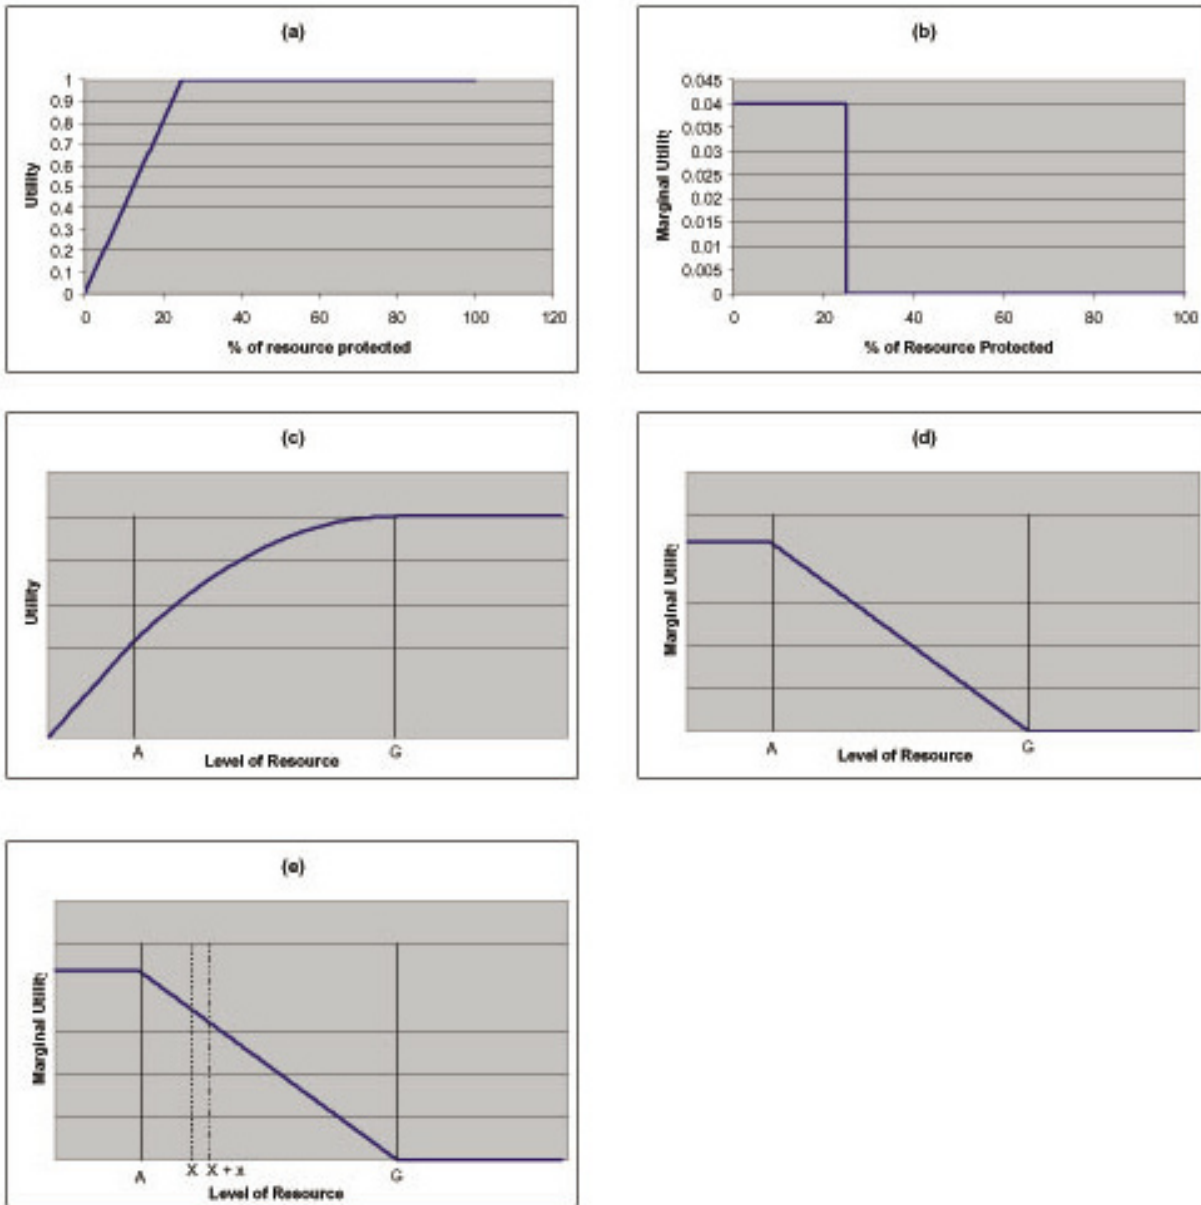 (a)
Utility
1
0.9
0.8
0.7
0.6
0.5
0.4
0.3
0.2
0.1
0
0 20 40 60 80 100 120
% of resource protected
(b)
Marginal Utility
0.045
0.04
0.035
0.03
0.025
0.02
0.015
0.01
0.005
0
0 20 40 60 80 100
% of Resource Protected
(c)
Utility
A G
Level of Resource
(d)
Marginal Utility
A G
Level of Resource
(e)
Marginal Utility
A X X + x G
Level of Resource